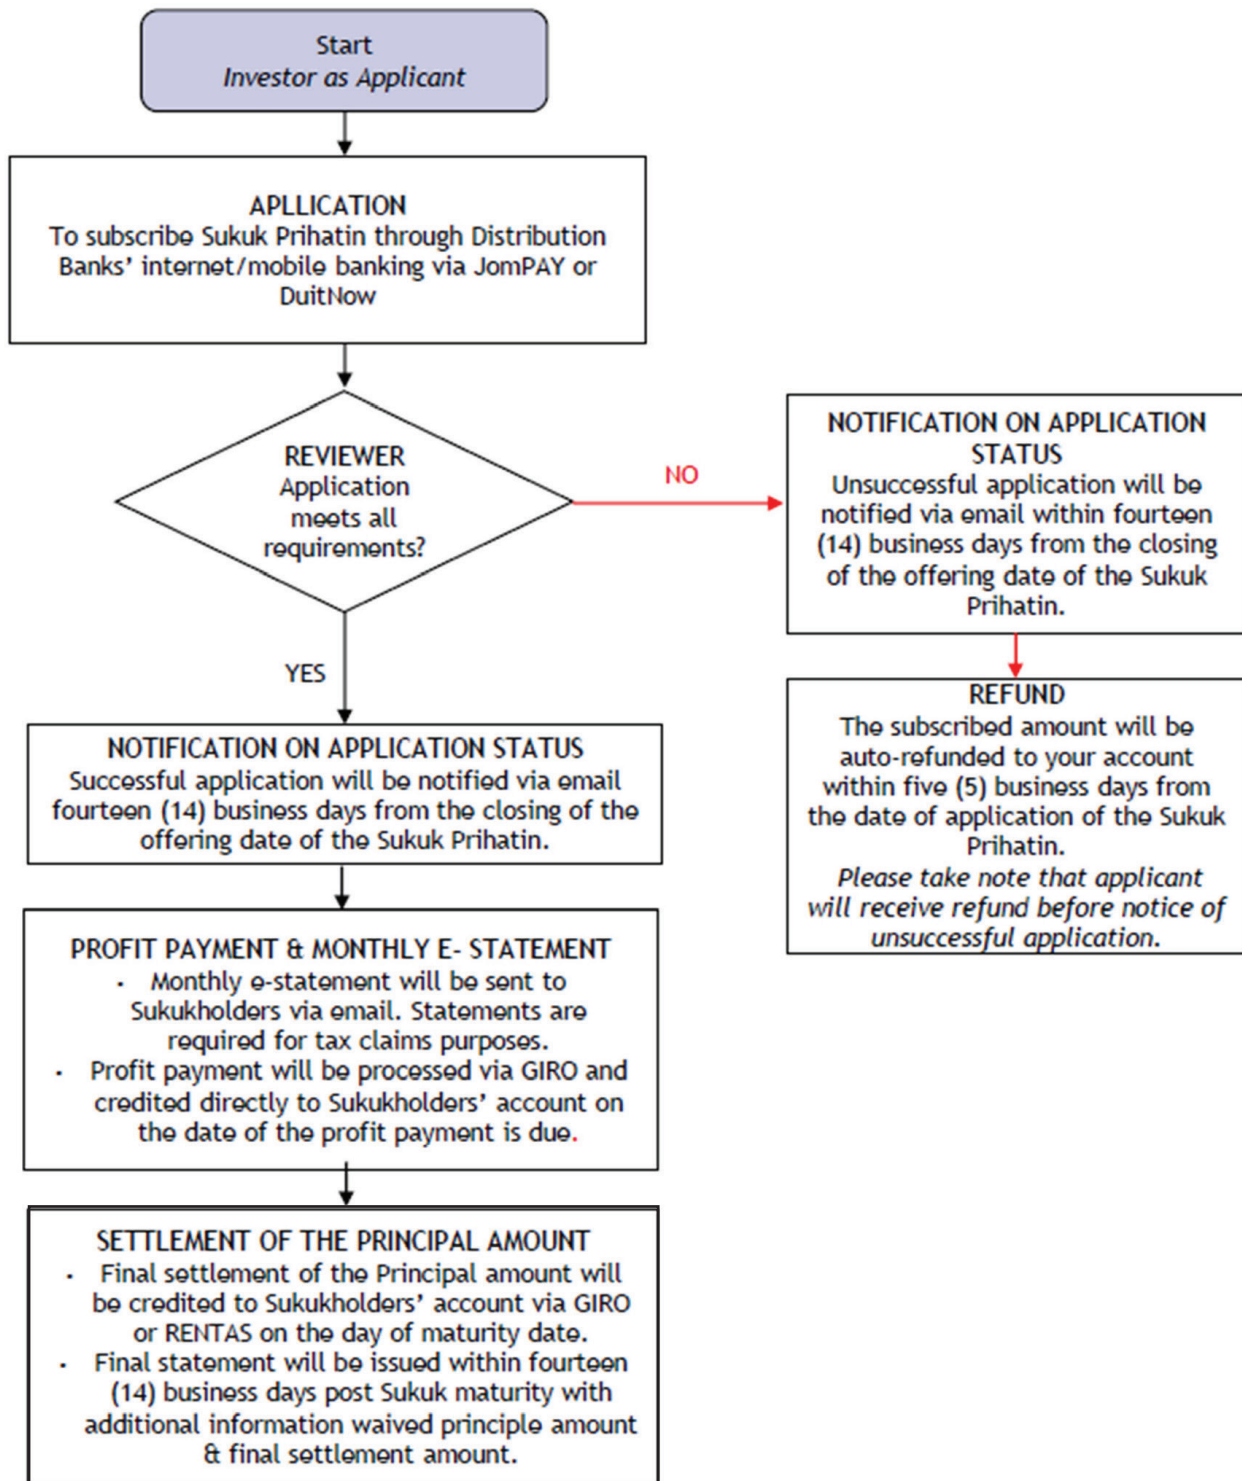 Start
Investor as Applicant
APLLICATION
To subscribe Sukuk Prihatin through Distribution
Banks’ internet/mobile banking via JomPAY or
DuitNow
REVIEWER
Application
meets all
requirements?
NO
NOTIFICATION ON APPLICATION
STATUS
Unsuccessful application will be
notified via email within fourteen
(14) business days from the closing
of the offering date of the Sukuk
Prihatin.
REFUND
The subscribed amount will be
auto-refunded to your account
within five (5) business days from
the date of application of the Sukuk
Prihatin.
Please take note that applicant
will receive refund before notice of
unsuccessful application.
YES
NOTIFICATION ON APPLICATION STATUS
Successful application will be notified via email
fourteen (14) business days from the closing of the
offering date of the Sukuk Prihatin.
PROFIT PAYMENT & MONTHLY E- STATEMENT
· Monthly e-statement will be sent to
Sukukholders via email. Statements are
required for tax claims purposes.
· Profit payment will be processed via GIRO and
credited directly to Sukukholders’ account on
the date of the profit payment is due.
SETTLEMENT OF THE PRINCIPAL AMOUNT
· Final settlement of the Principal amount will
be credited to Sukukholders’ account via GIRO
or RENTAS on the day of maturity date.
· Final statement will be issued within fourteen
(14) business days post Sukuk maturity with
additional information waived principle amount
& final settlement amount.